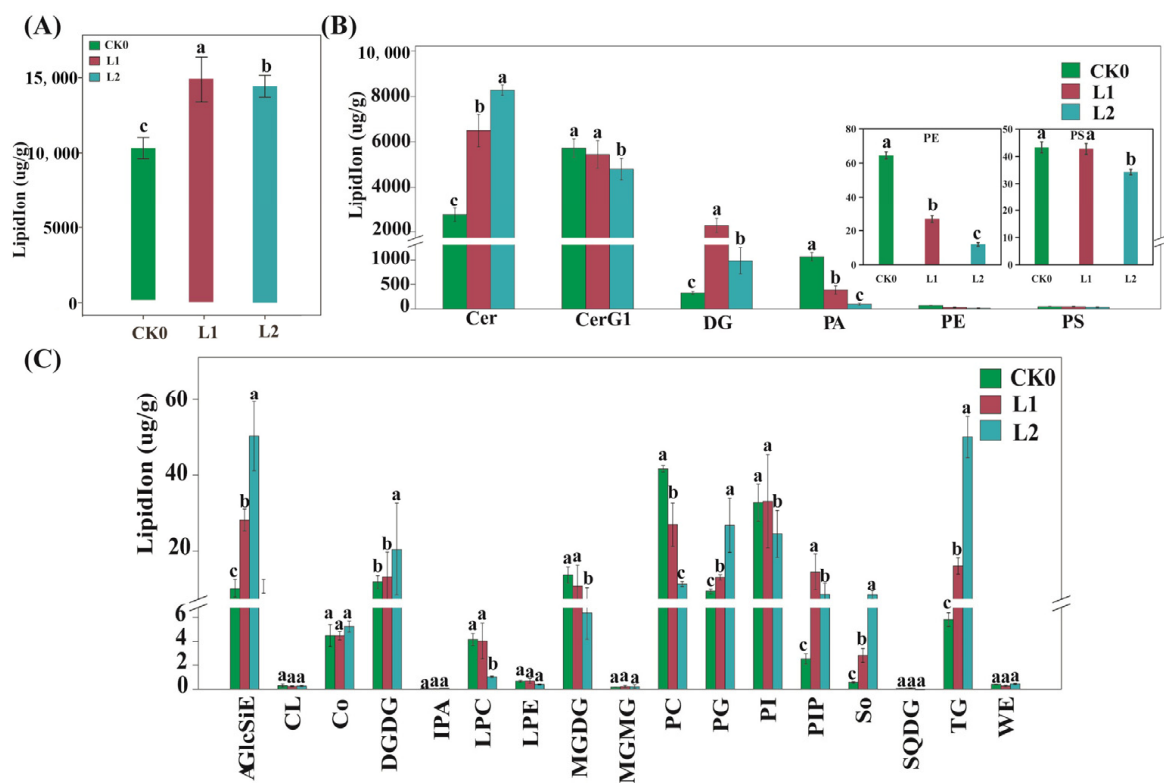 (A)
CK0
L1
L2
LipidIon (ug/g)
15, 000
10, 000
5000
0
c
a
b
CK0 L1 L2
(B)
LipidIon (ug/g)
10, 000
8000
6000
4000
2000
1000
500
0
c b a
a a b
c a b
a b c
CK0
L1
L2
Cer CerG1 DG PA PE PS
PE
80
60
40
20
0
a b c
CK0 L1 L2
PS
50
40
30
20
10
0
a a b
CK0 L1 L2
(C)
LipidIon (ug/g)
60
40
20
6
4
2
0
CK0
L1
L2
c b a
a a a
a a a
b b a
a a a
a a b
a a a
a a b
a a a
a b c
c b a
a a b
c a b
c b a
a a a
c b a
a a a
AGlcSiE CL Co DGDG IPA LPC LPE MGDG MGMG PC PG PI PIP So SQDG TG WE